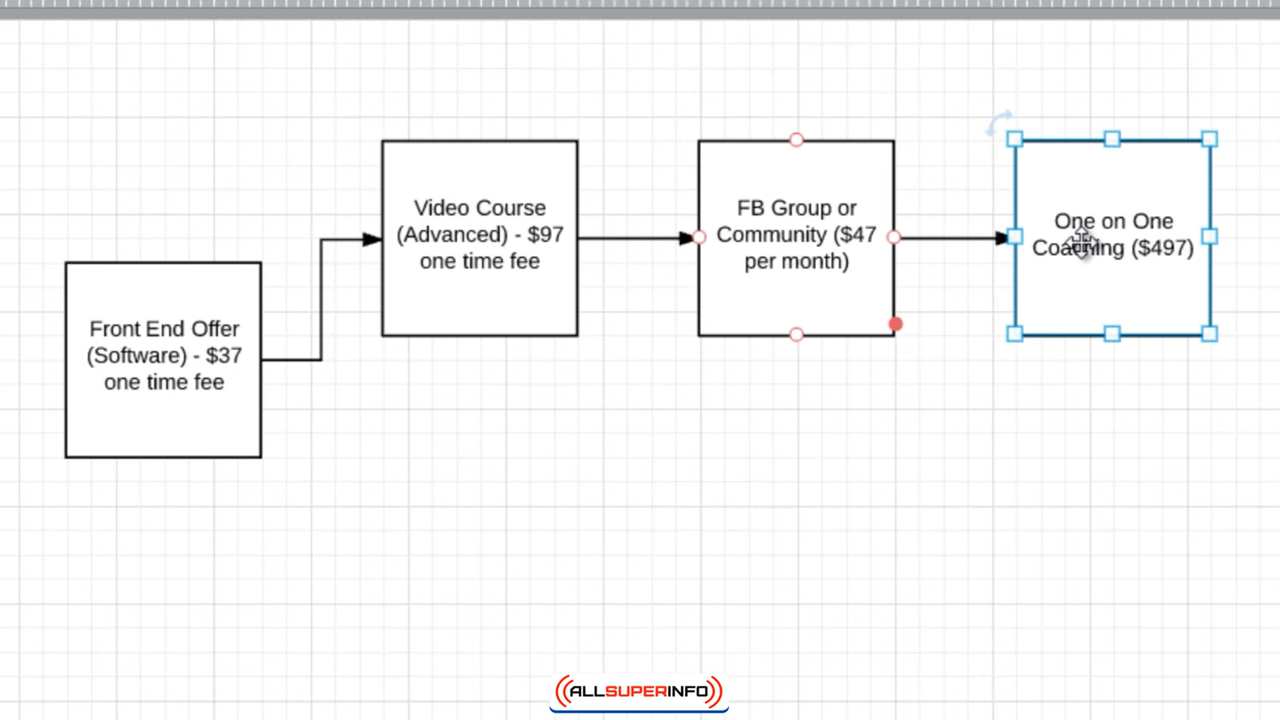 Front End Offer
(Software) - $37
one time fee
Video Course
(Advanced) - $97
one time fee
FB Group or
Community ($47
per month)
One on One
Coaching ($497)
ALLSUPERINFO